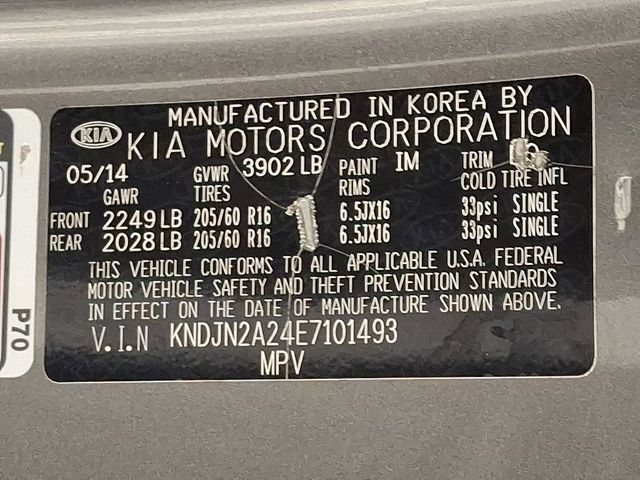 MANUFACTURED IN KOREA BY
KIA KIA MOTORS CORPORATION
05/14 GVWR 3902 LB PAINT IM TRIM
GAWR TIRES RIMS COLD TIRE INFL
FRONT 2249 LB 205/60 R16 6.5JX16 33psi SINGLE
REAR 2028 LB 205/60 R16 6.5JX16 33psi SINGLE
THIS VEHICLE CONFORMS TO ALL APPLICABLE U.S.A. FEDERAL
MOTOR VEHICLE SAFETY AND THEFT PREVENTION STANDARDS
IN EFFECT ON THE DATE OF MANUFACTURE SHOWN ABOVE.
V.I.N KNDJN2A24E7101493
MPV
P70